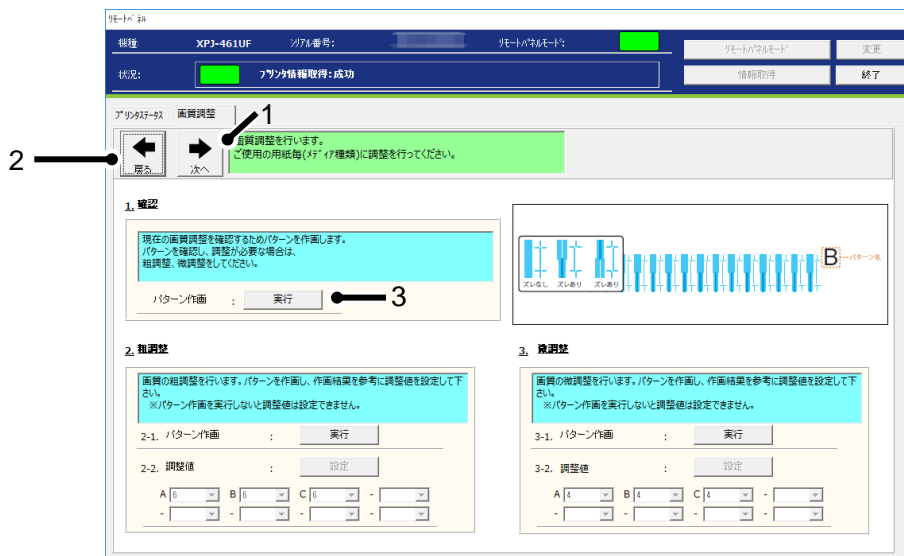 リモートパネル
機種 XPJ-461UF シリアル番号: リモートパネルモード: リモートパネルモード 変更
状況: プリンタ情報取得:成功 情報取得 終了
プリンタステータス 画質調整
1
2
戻る 次へ
画質調整を行います。
ご使用の用紙毎(メディア種類)に調整を行ってください。
1. 確認
現在の画質調整を確認するためパターンを作画します。
パターンを確認し、調整が必要な場合は、
粗調整、微調整をしてください。
パターン作画 : 実行
3
ズレなし ズレあり ズレあり
B パターン名
2. 粗調整
画質の粗調整を行います。パターンを作画し、作画結果を参考に調整値を設定して下
さい。
※パターン作画を実行しないと調整値は設定できません。
2-1. パターン作画 : 実行
2-2. 調整値 : 設定
A 6 B 6 C 6 -
- - - -
3. 微調整
画質の微調整を行います。パターンを作画し、作画結果を参考に調整値を設定して下
さい。
※パターン作画を実行しないと調整値は設定できません。
3-1. パターン作画 : 実行
3-2. 調整値 : 設定
A 4 B 4 C 4 -
- - - -